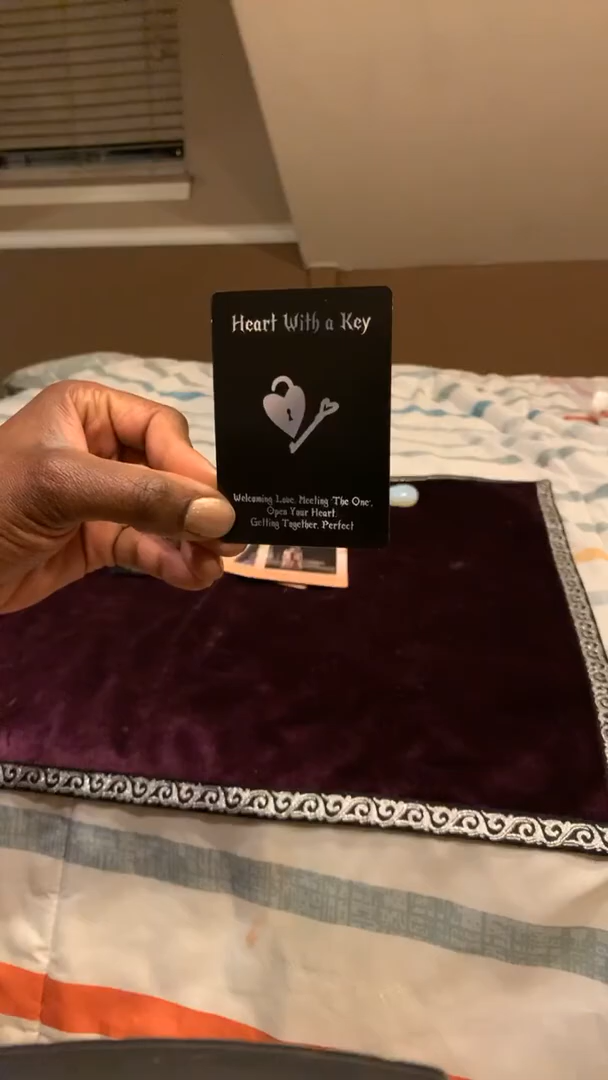 Heart With a Key
Welcoming Love, Meeting 'The One',
Open Your Heart,
Getting Together, Perfect